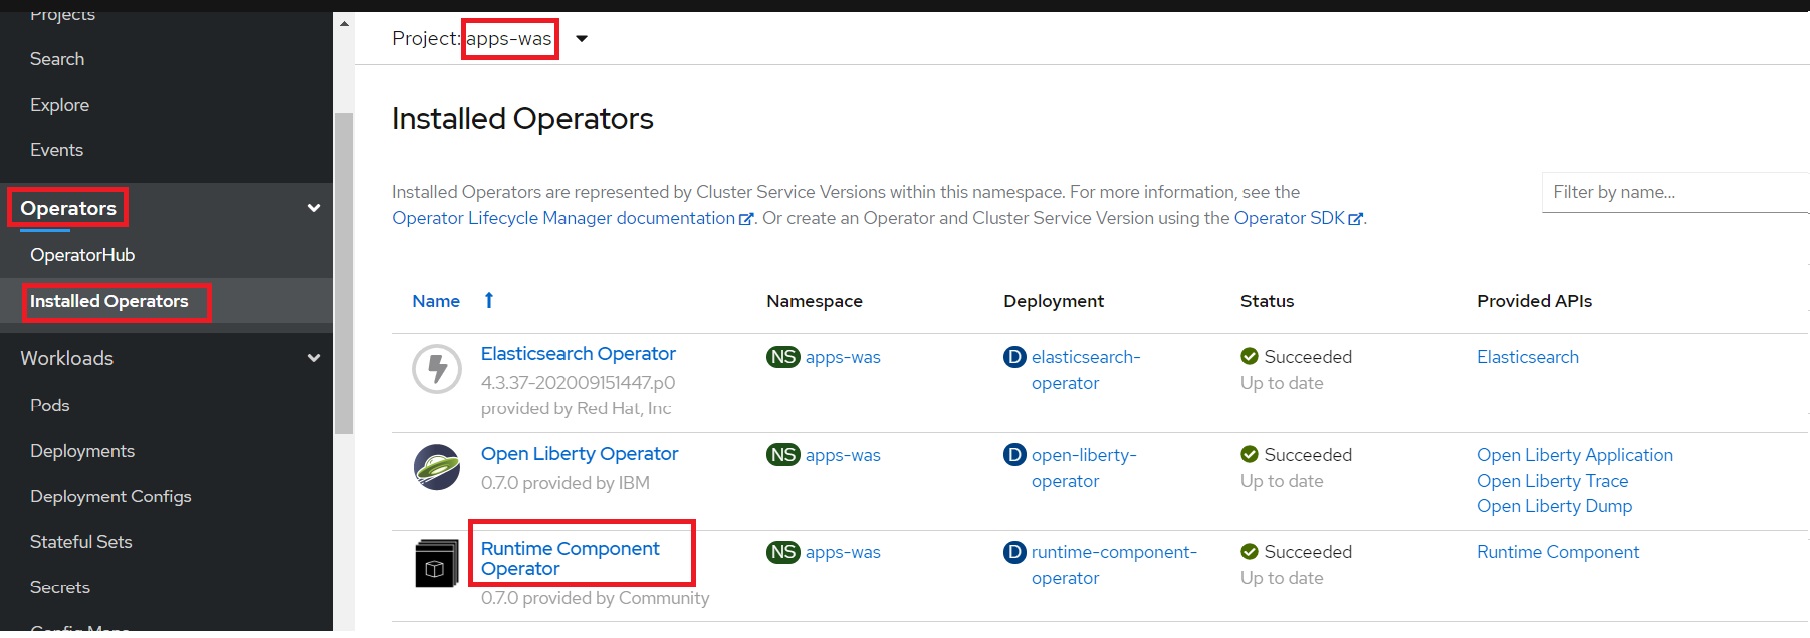 Projects
Search
Explore
Events
Operators
OperatorHub
Installed Operators
Workloads
Pods
Deployments
Deployment Configs
Stateful Sets
Secrets
Config Maps
Project: apps-was
Installed Operators
Installed Operators are represented by Cluster Service Versions within this namespace. For more information, see the
Operator Lifecycle Manager documentation. Or create an Operator and Cluster Service Version using the Operator SDK.
Filter by name...
Name Namespace Deployment Status Provided APIs
Elasticsearch Operator
4.3.37-202009151447.p0
provided by Red Hat, Inc
NS apps-was
D elasticsearch-
operator
Succeeded
Up to date
Elasticsearch
Open Liberty Operator
0.7.0 provided by IBM
NS apps-was
D open-liberty-
operator
Succeeded
Up to date
Open Liberty Application
Open Liberty Trace
Open Liberty Dump
Runtime Component
Operator
0.7.0 provided by Community
NS apps-was
D runtime-component-
operator
Succeeded
Up to date
Runtime Component